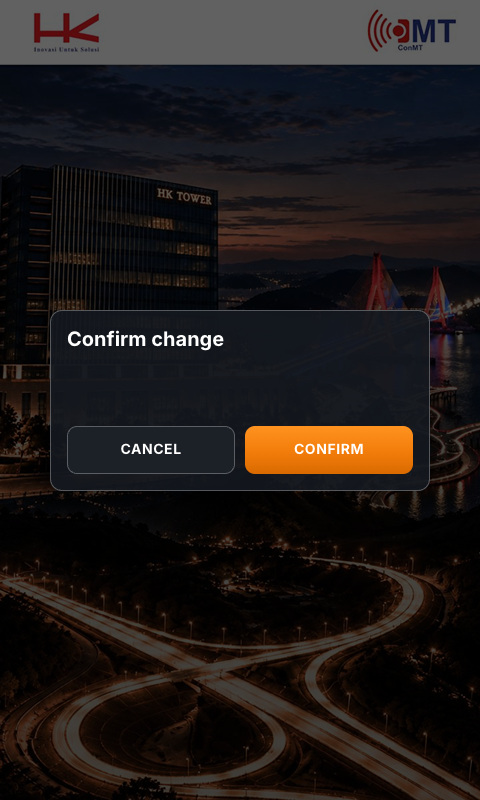 HK
Inovasi Untuk Solusi
MT
ConMT
HK TOWER
Confirm change
CANCEL
CONFIRM